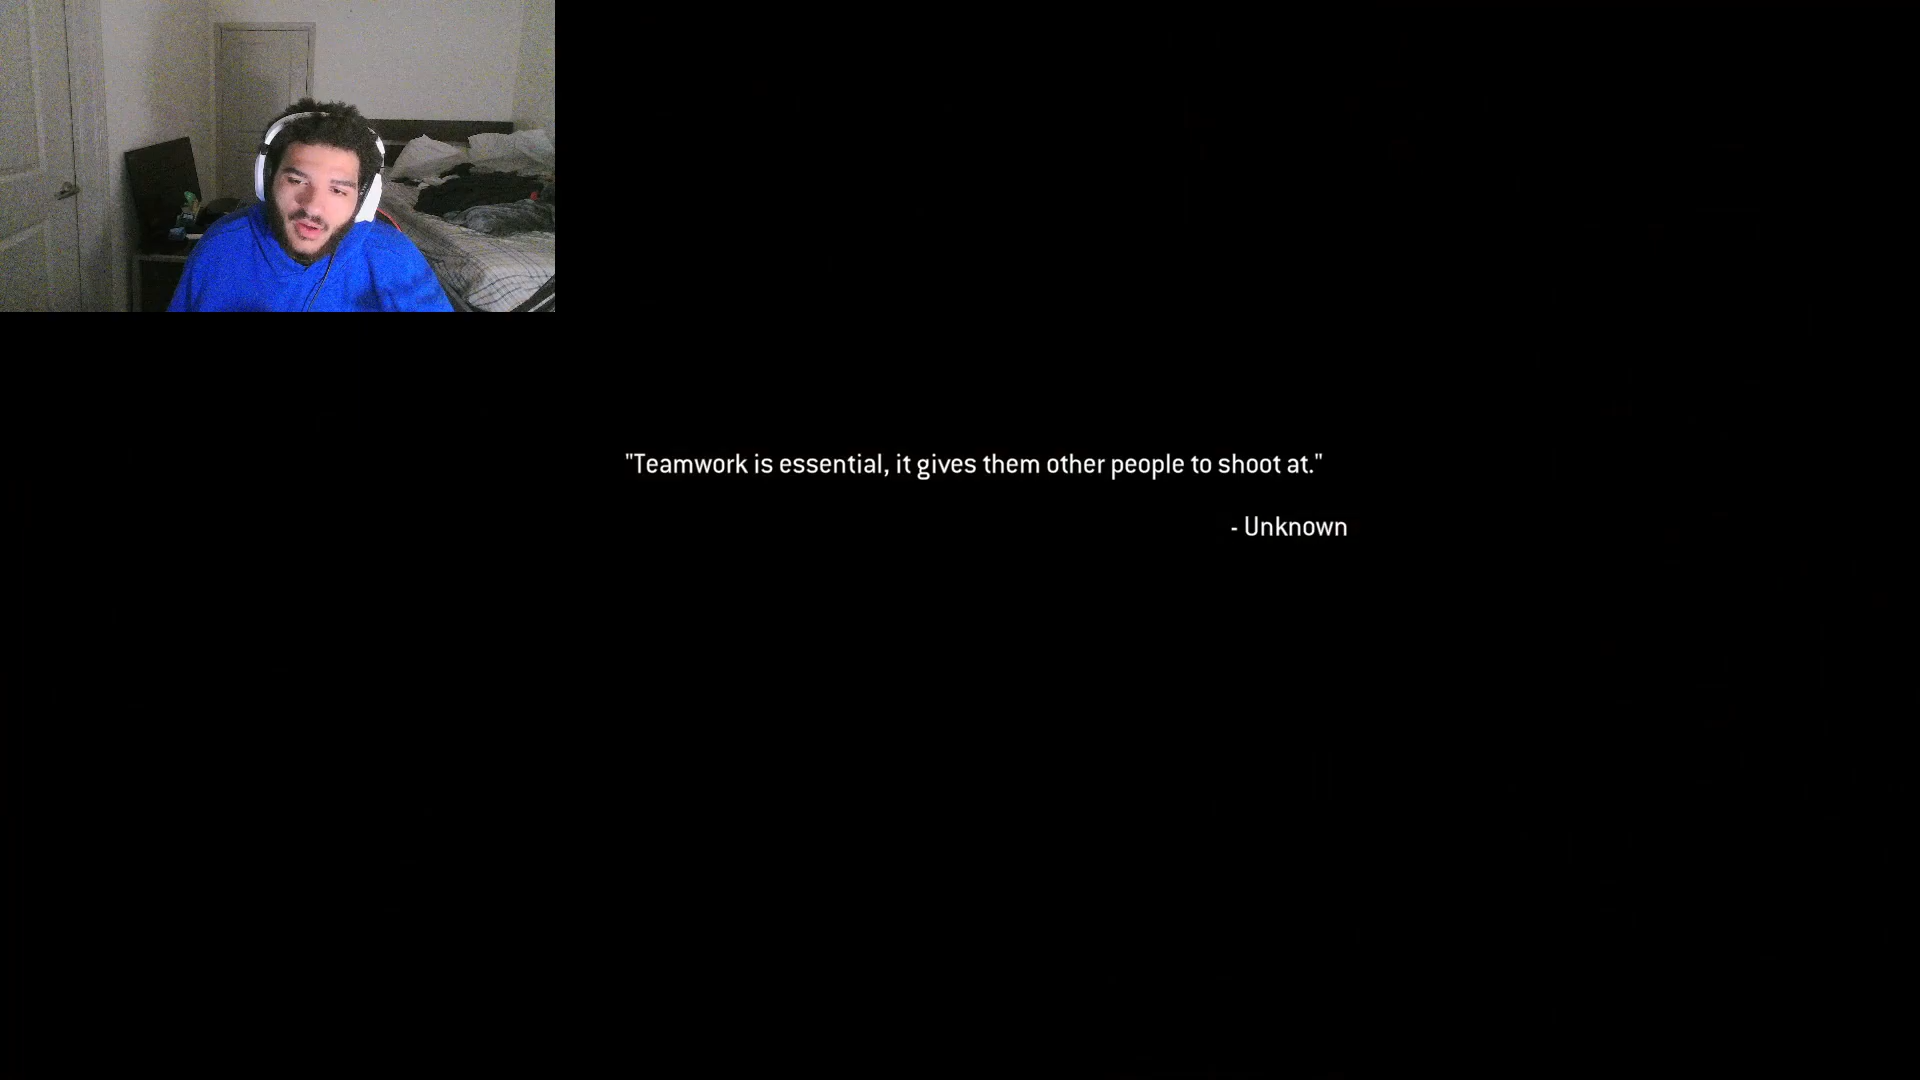 "Teamwork is essential, it gives them other people to shoot at."
- Unknown